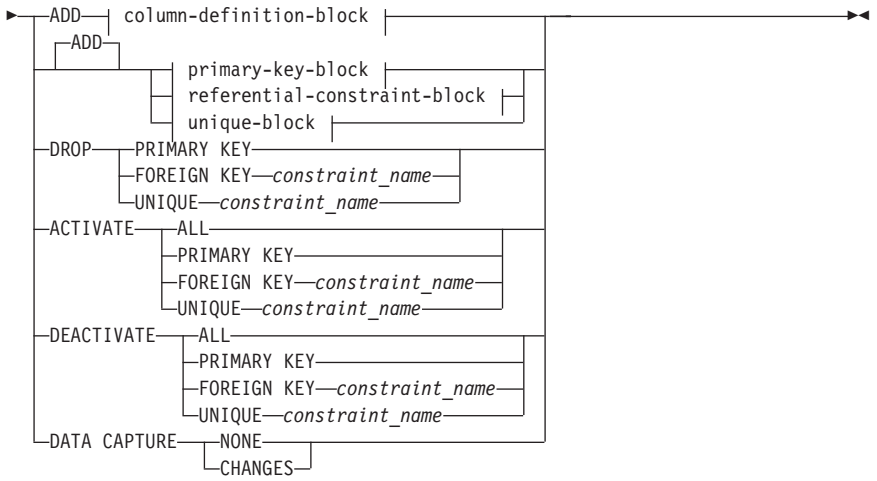 ADD column-definition-block
ADD
primary-key-block
referential-constraint-block
unique-block
DROP PRIMARY KEY
FOREIGN KEY constraint_name
UNIQUE constraint_name
ACTIVATE ALL
PRIMARY KEY
FOREIGN KEY constraint_name
UNIQUE constraint_name
DEACTIVATE ALL
PRIMARY KEY
FOREIGN KEY constraint_name
UNIQUE constraint_name
DATA CAPTURE NONE
CHANGES